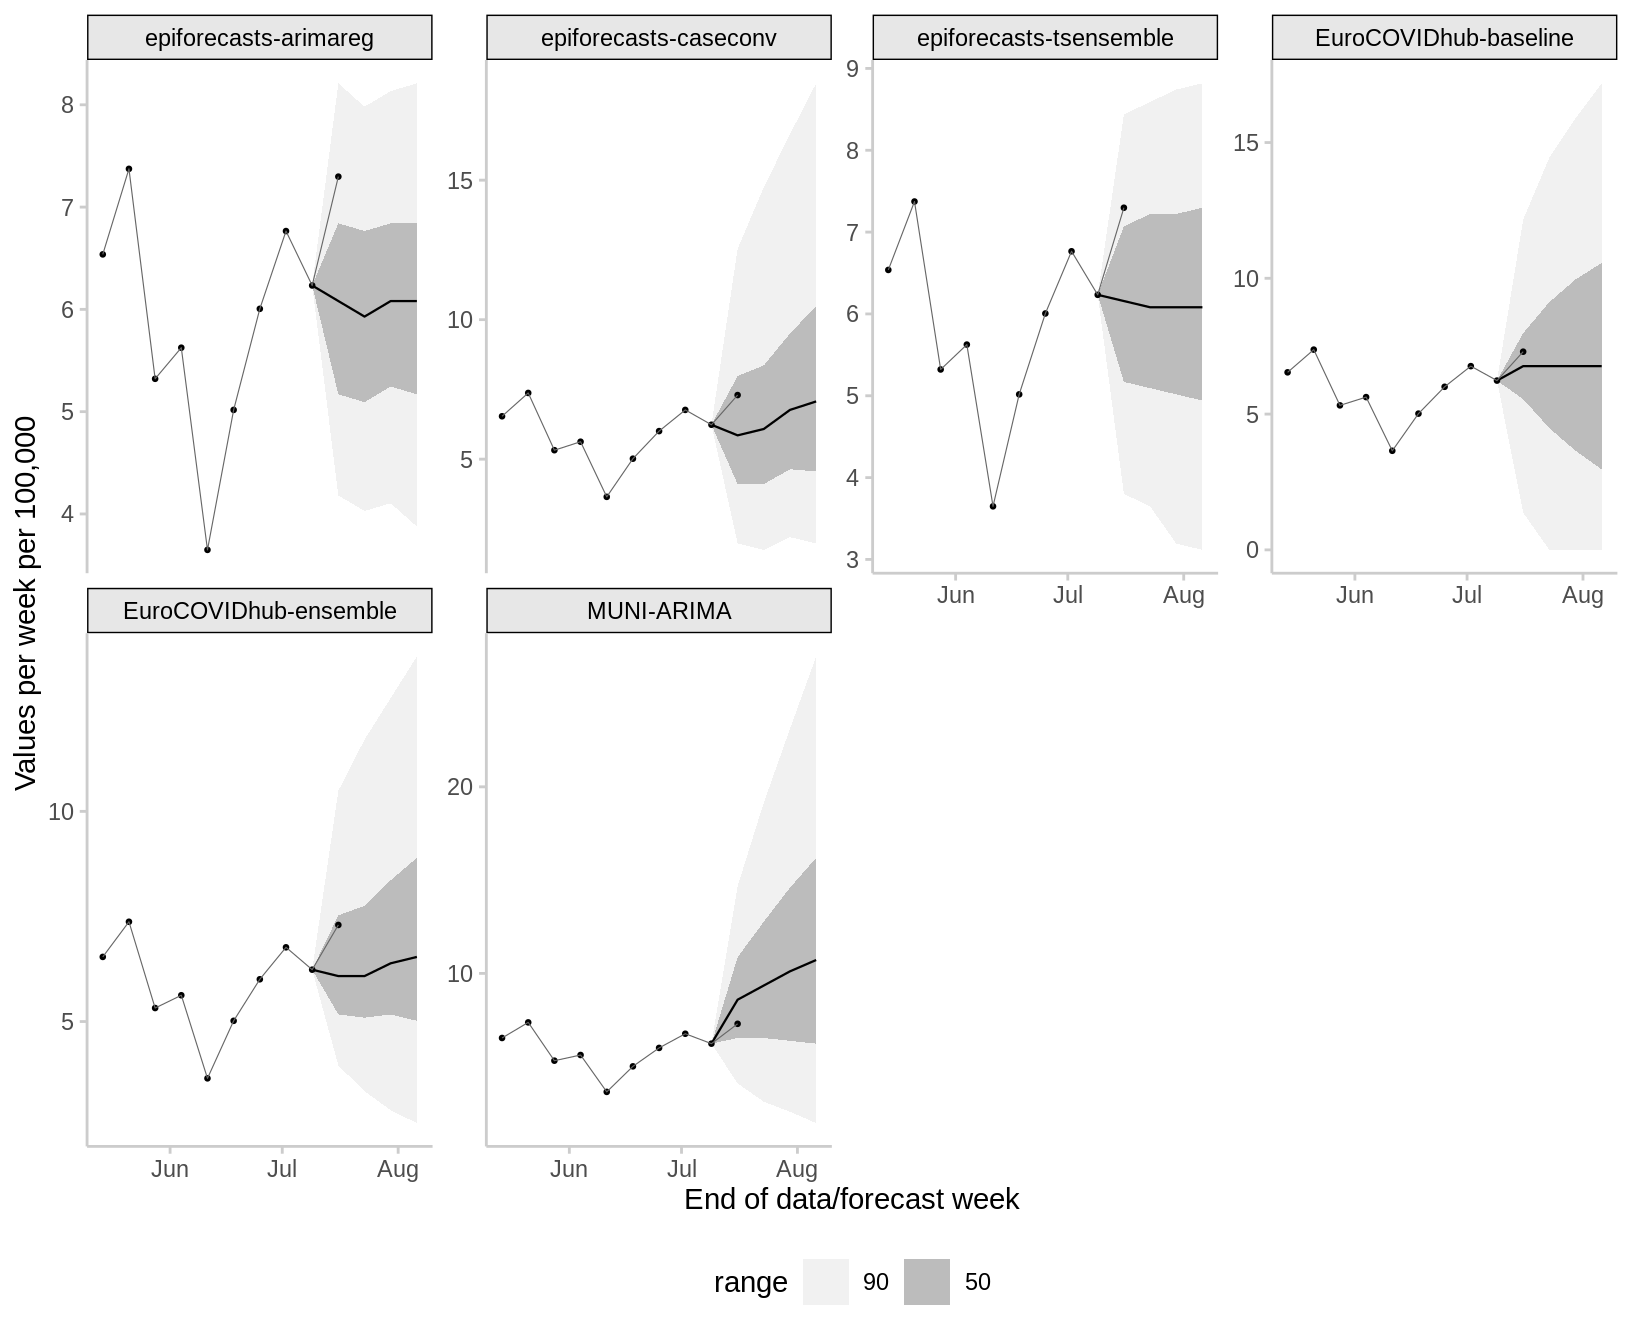 epiforecasts-arimareg
epiforecasts-caseconv
epiforecasts-tsensemble
EuroCOVIDhub-baseline
8
7
6
5
4
15
10
5
9
8
7
6
5
4
3
15
10
5
0
Jun Jul Aug
Jun Jul Aug
Values per week per 100,000
EuroCOVIDhub-ensemble
MUNI-ARIMA
10
5
20
10
Jun Jul Aug
Jun Jul Aug
End of data/forecast week
range 90 50